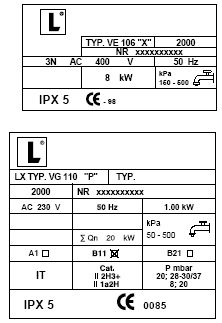 L®
TYP. VE 106 "X" 2000
NR xxxxxxxxxx
3N AC 400 V 50 Hz
8 kW kPa
150 - 500
IPX 5 CE - 98
L®
LX TYP. VG 110 "P" TYP.
2000 NR xxxxxxxxxx
AC 230 V 50 Hz 1.00 kW
kPa
∑ Qn 20 kW 50 - 500
A1 B11 B21
IT Cat. P mbar
II 2H3+ 20; 28-30/37
II 1a2H 8; 20
IPX 5 CE 0085